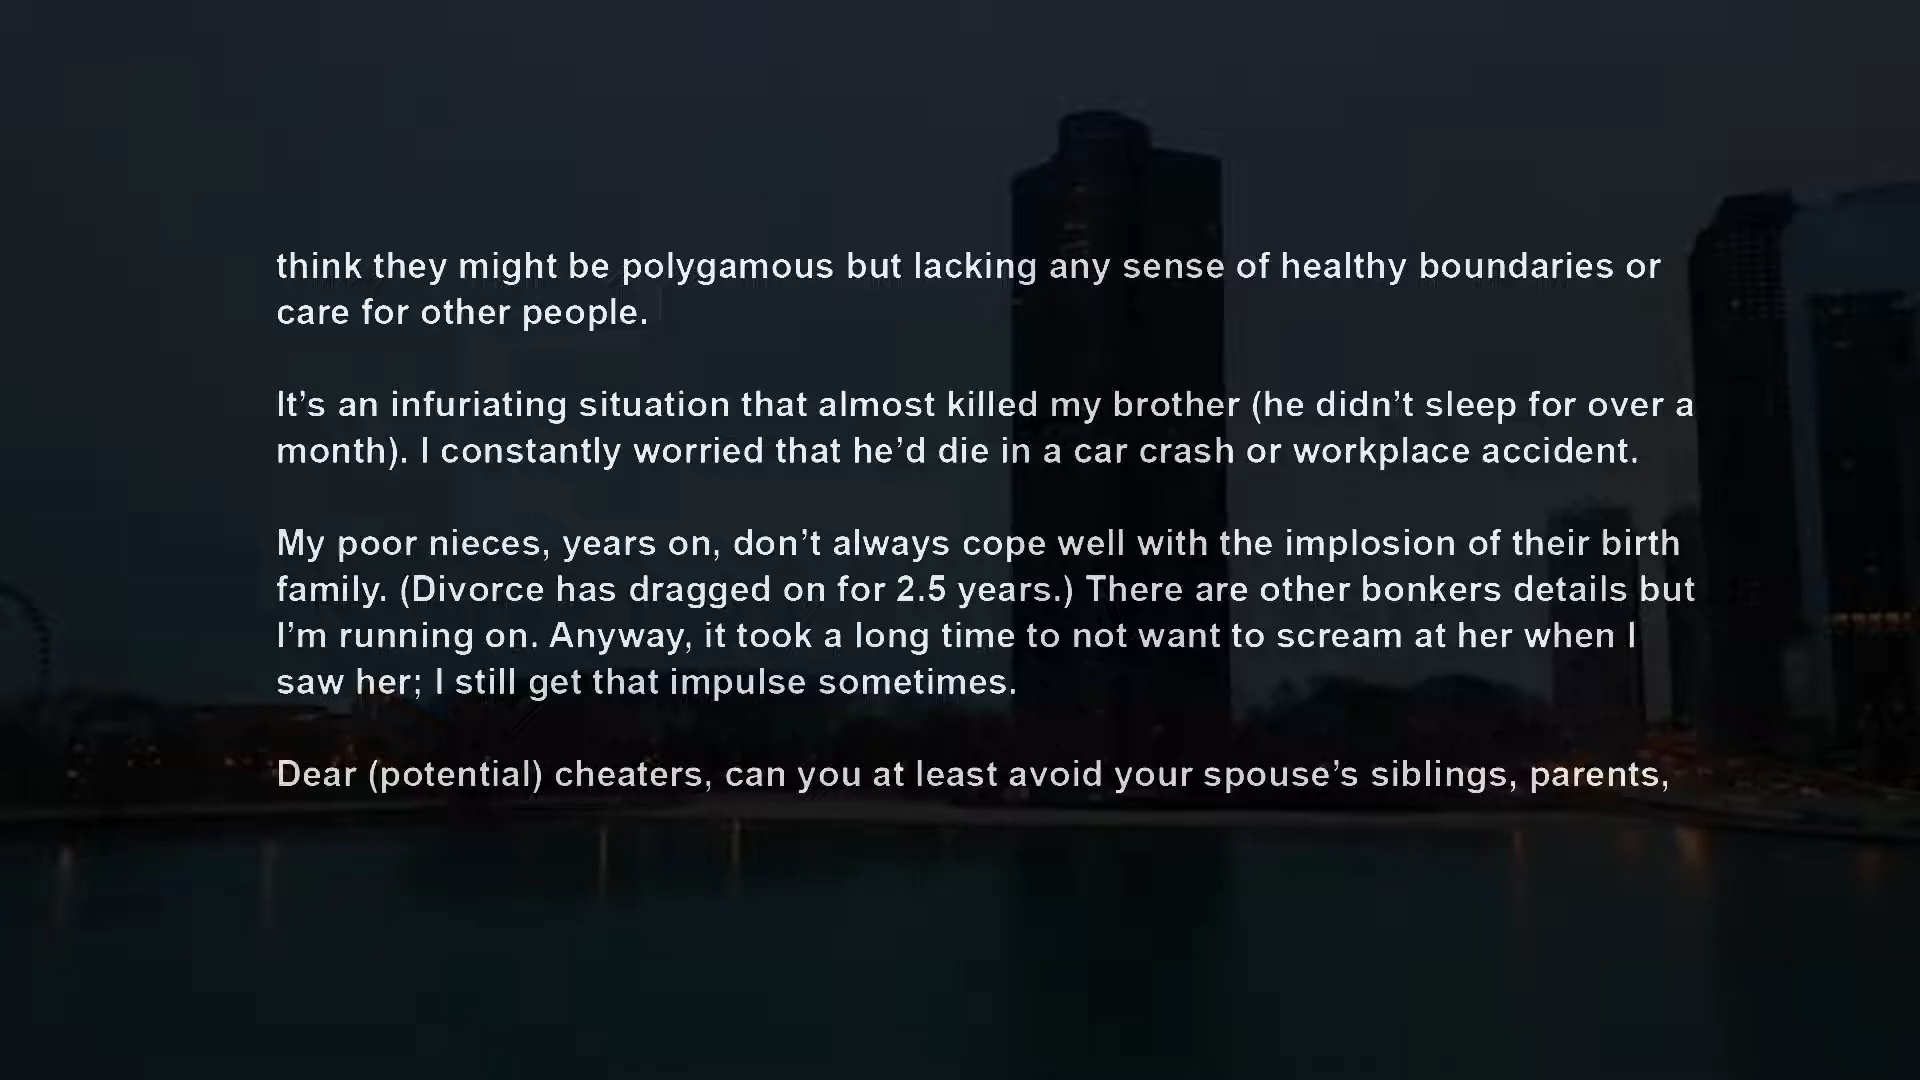 think they might be polygamous but lacking any sense of healthy boundaries or
care for other people.
It’s an infuriating situation that almost killed my brother (he didn’t sleep for over a
month). I constantly worried that he’d die in a car crash or workplace accident.
My poor nieces, years on, don’t always cope well with the implosion of their birth
family. (Divorce has dragged on for 2.5 years.) There are other bonkers details but
I’m running on. Anyway, it took a long time to not want to scream at her when I
saw her; I still get that impulse sometimes.
Dear (potential) cheaters, can you at least avoid your spouse’s siblings, parents,